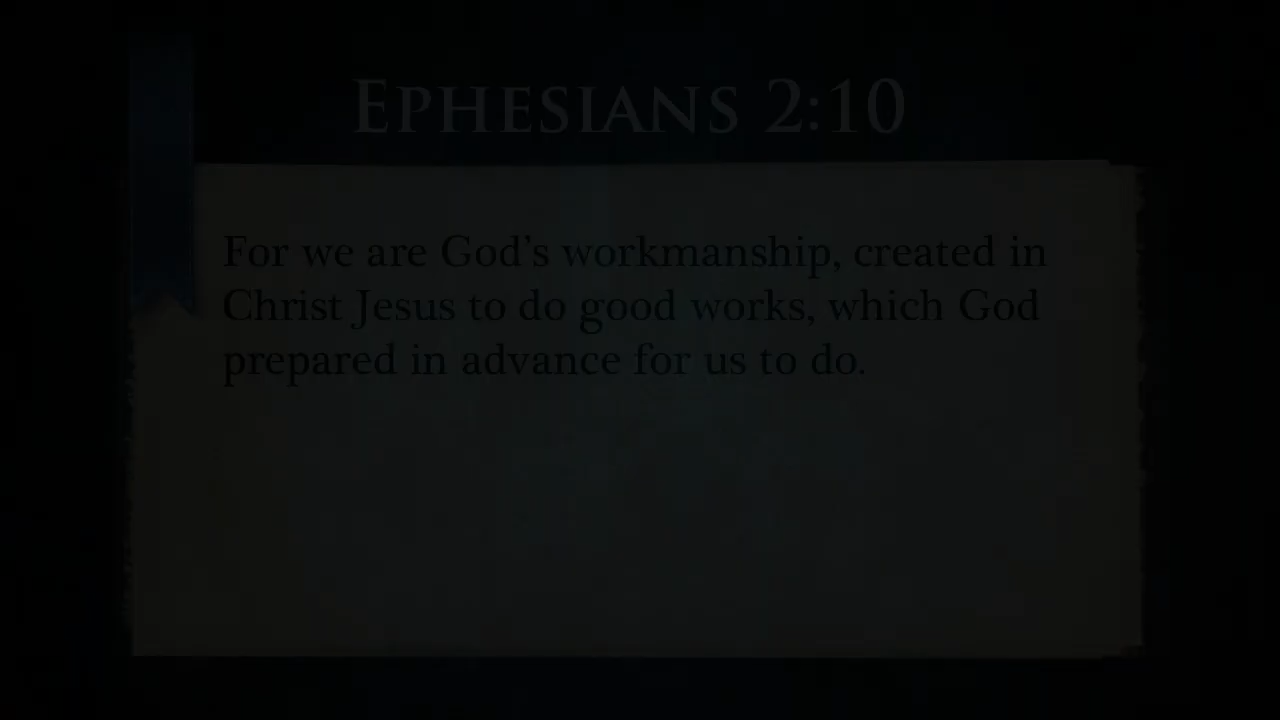 Ephesians 2:10
For we are God’s workmanship, created in
Christ Jesus to do good works, which God
prepared in advance for us to do.